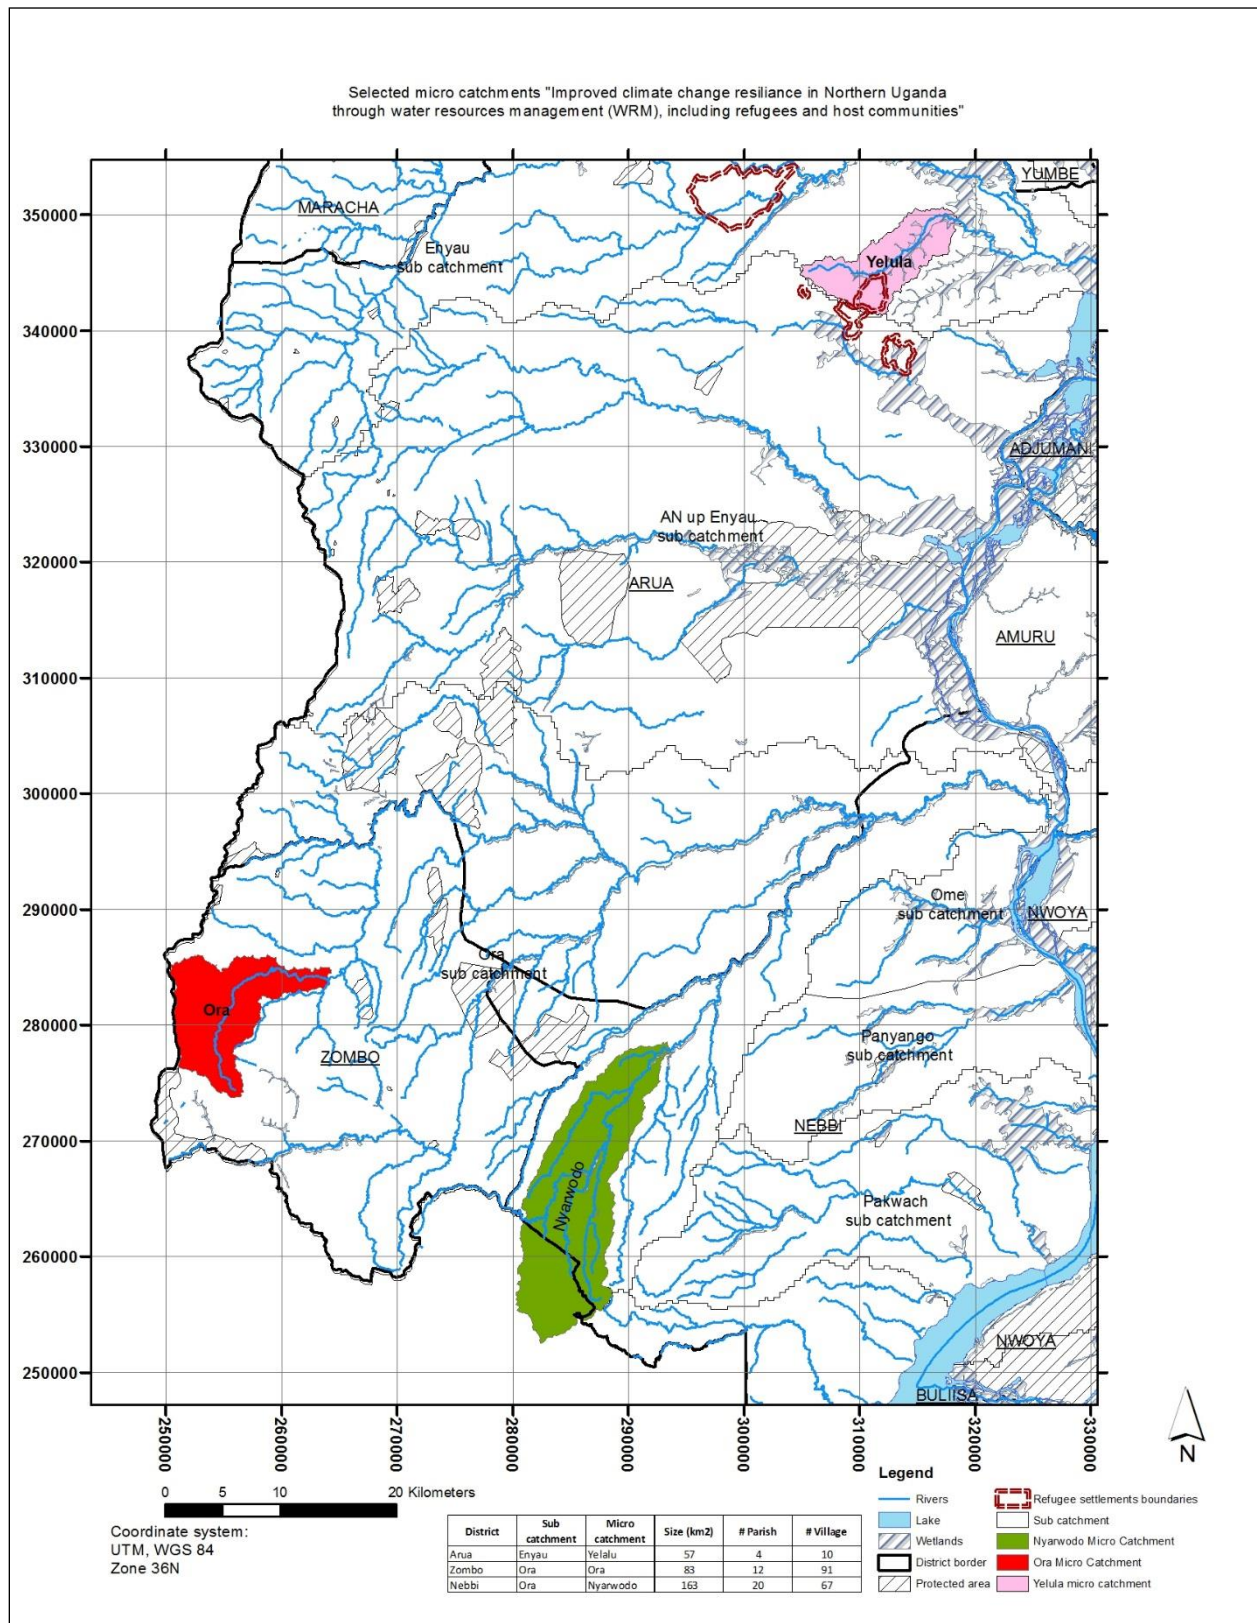 Selected micro catchments "Improved climate change resiliance in Northern Uganda
through water resources management (WRM), including refugees and host communities"
YUMBE
350000
MARACHA
Enyau
sub catchment
Yelula
340000
330000
ADJUMANI
AN up Enyau
sub catchment
320000
ARUA
AMURU
310000
300000
290000
Ome
sub catchment
NWOYA
Ora
sub catchment
Ora
280000
ZOMBO
Panyango
sub catchment
NEBBI
270000
Nyarwodo
Pakwach
sub catchment
260000
NWOYA
250000
BULIISA
250000
260000
270000
280000
290000
300000
310000
320000
330000
N
0 5 10 20 Kilometers
Coordinate system:
UTM, WGS 84
Zone 36N
District Sub catchment Micro catchment Size (km2) # Parish # Village
Arua Enyau Yelalu 57 4 10
Zombo Ora Ora 83 12 91
Nebbi Ora Nyarwodo 163 20 67
Legend
Rivers
Lake
Wetlands
District border
Protected area
Refugee settlements boundaries
Sub catchment
Nyarwodo Micro Catchment
Ora Micro Catchment
Yelula micro catchment